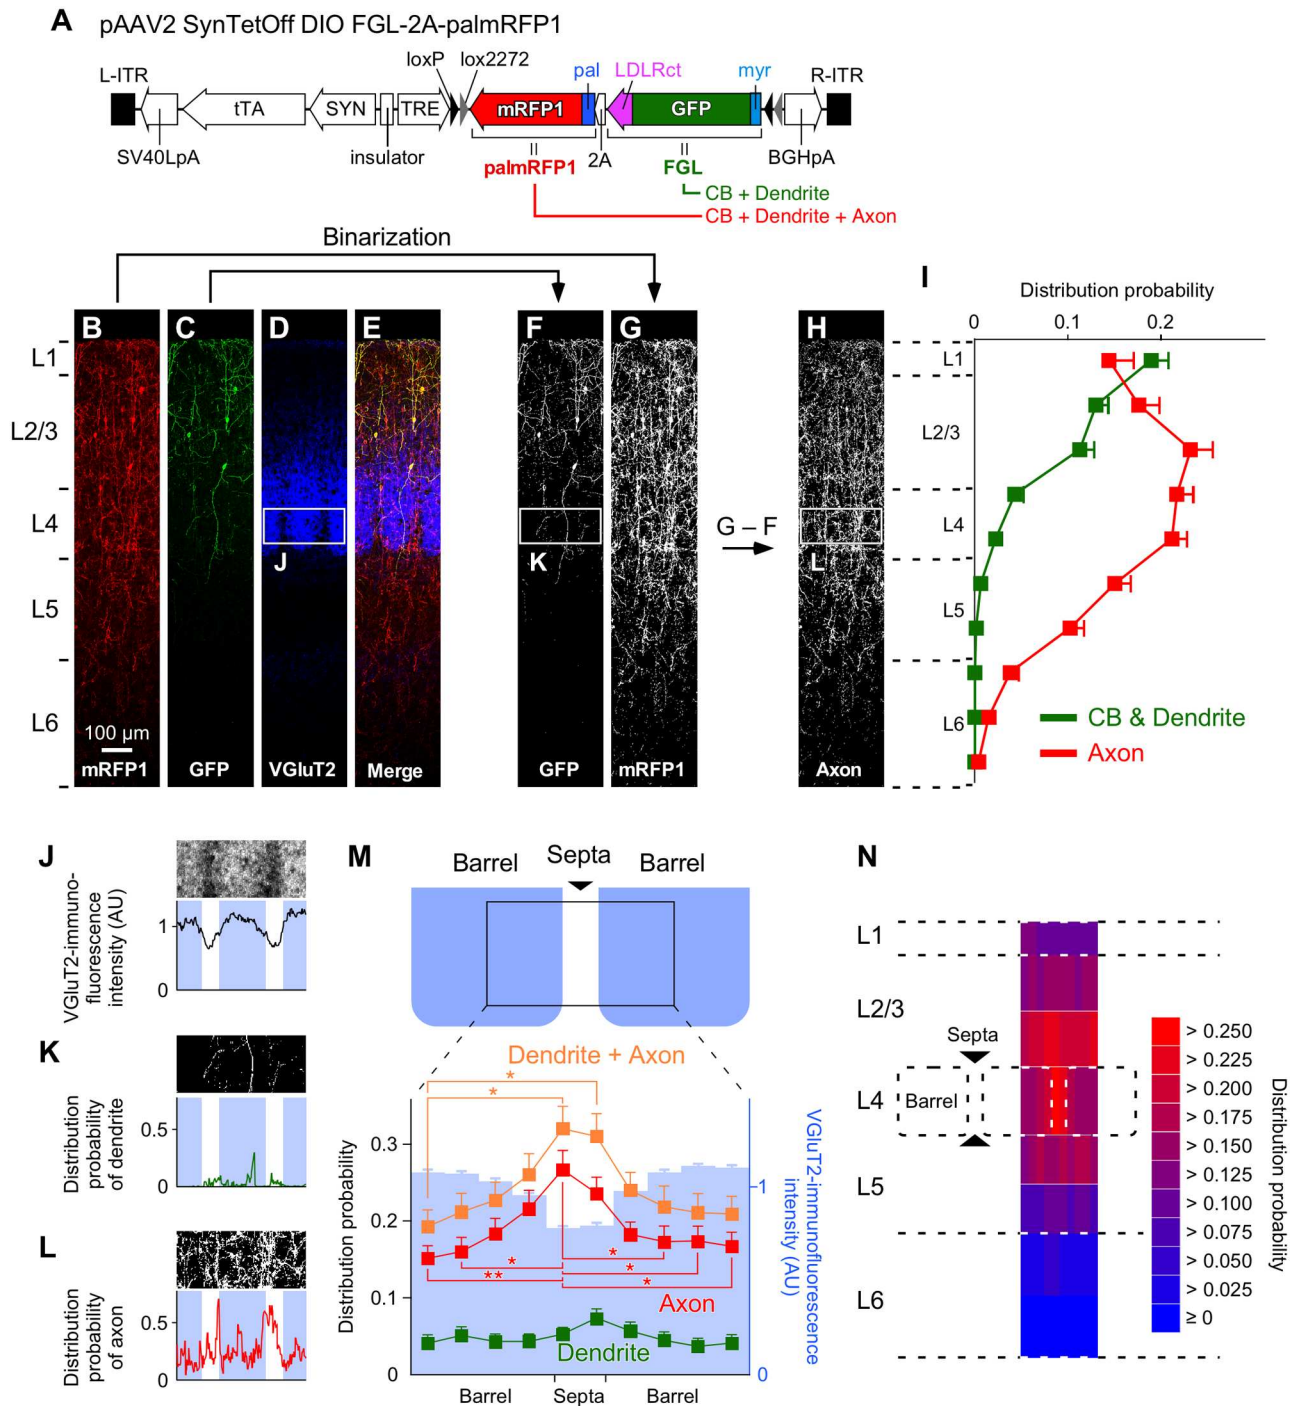 A pAAV2 SynTetOff DIO FGL-2A-palmRFP1
loxP lox2272
L-ITR pal LDLRct myr R-ITR
tTA SYN TRE mRFP1 GFP
SV40LpA insulator palmRFP1 2A FGL BGHpA
CB + Dendrite
CB + Dendrite + Axon
Binarization
B C D E F G H I
Distribution probability
0 0.1 0.2
L1
L2/3
L4
L5
L6
J
K
G – F
L
100 µm
mRFP1 GFP VGluT2 Merge GFP mRFP1 Axon
L1
L2/3
L4
L5
L6
CB & Dendrite
Axon
J
VGluT2-immuno-
fluorescence
intensity (AU)
1
0
K
Distribution
probability
of dendrite
0.5
0
L
Distribution
probability
of axon
0.5
0
M
Barrel Septa Barrel
Dendrite + Axon
*
*
Distribution probability
0.3
0.2
0.1
0
VGluT2-immunofluorescence
intensity (AU)
1
0
*
**
*
*
*
Axon
Dendrite
Barrel Septa Barrel
N
L1
L2/3
Septa
L4 Barrel
L5
L6
> 0.250
> 0.225
> 0.200
> 0.175
> 0.150
> 0.125
> 0.100
> 0.075
> 0.050
> 0.025
≥ 0
Distribution probability